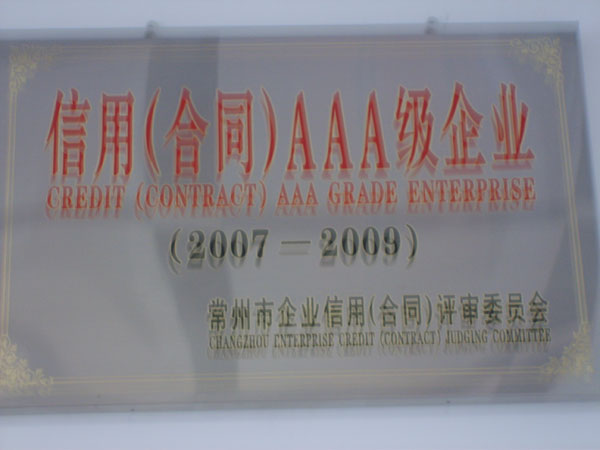 信用(合同)AAA级企业
CREDIT (CONTRACT) AAA GRADE ENTERPRISE
(2007—2009)
常州市企业信用(合同)评审委员会
CHANGZHOU ENTERPRISE CREDIT (CONTRACT) JUDGING COMMITTEE